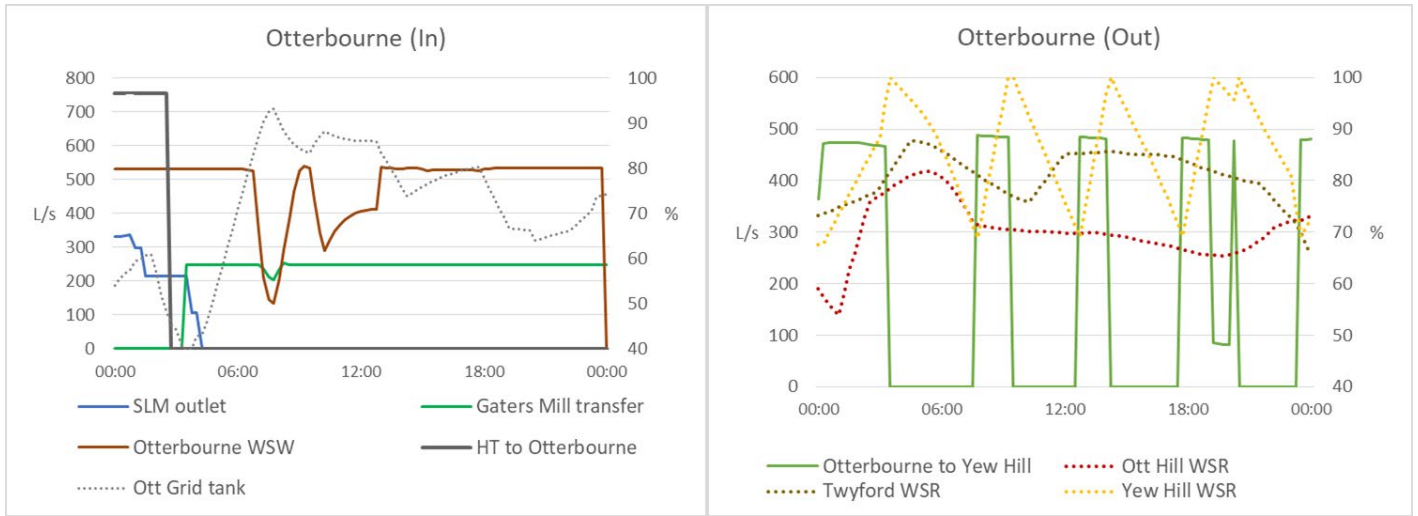 Otterbourne (In)
800
700
600
500
400
300
200
100
0
L/s
100
90
80
70
60
50
40
%
00:00 06:00 12:00 18:00 00:00
SLM outlet Gaters Mill transfer
Otterbourne WSW HT to Otterbourne
Ott Grid tank
Otterbourne (Out)
600
500
400
300
200
100
0
L/s
100
90
80
70
60
50
40
%
00:00 06:00 12:00 18:00 00:00
Otterbourne to Yew Hill Ott Hill WSR
Twyford WSR Yew Hill WSR